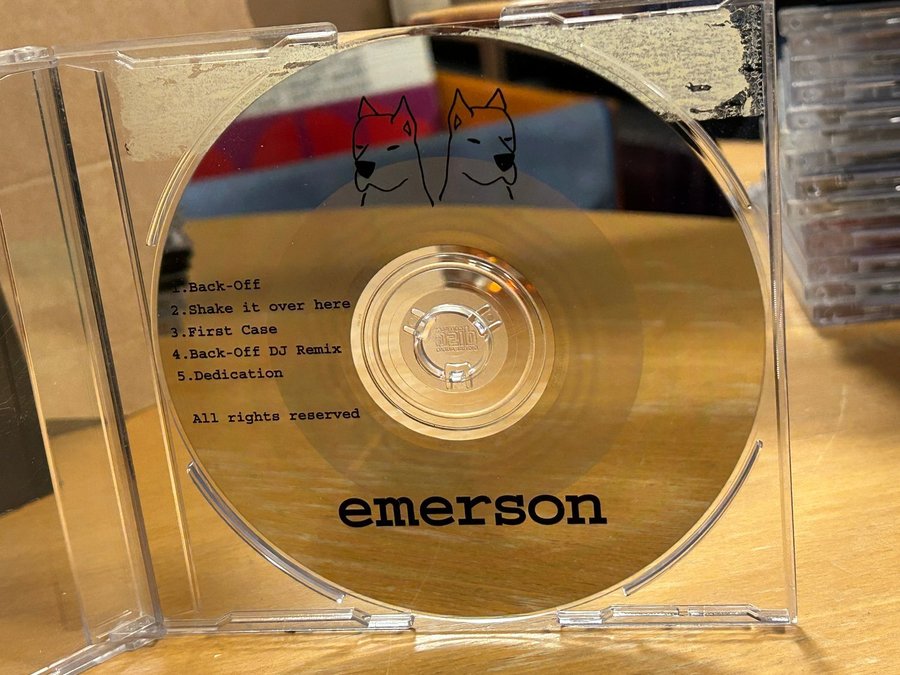 1.Back-Off
2.Shake it over here
3.First Case
4.Back-Off DJ Remix
5.Dedication
All rights reserved
emerson